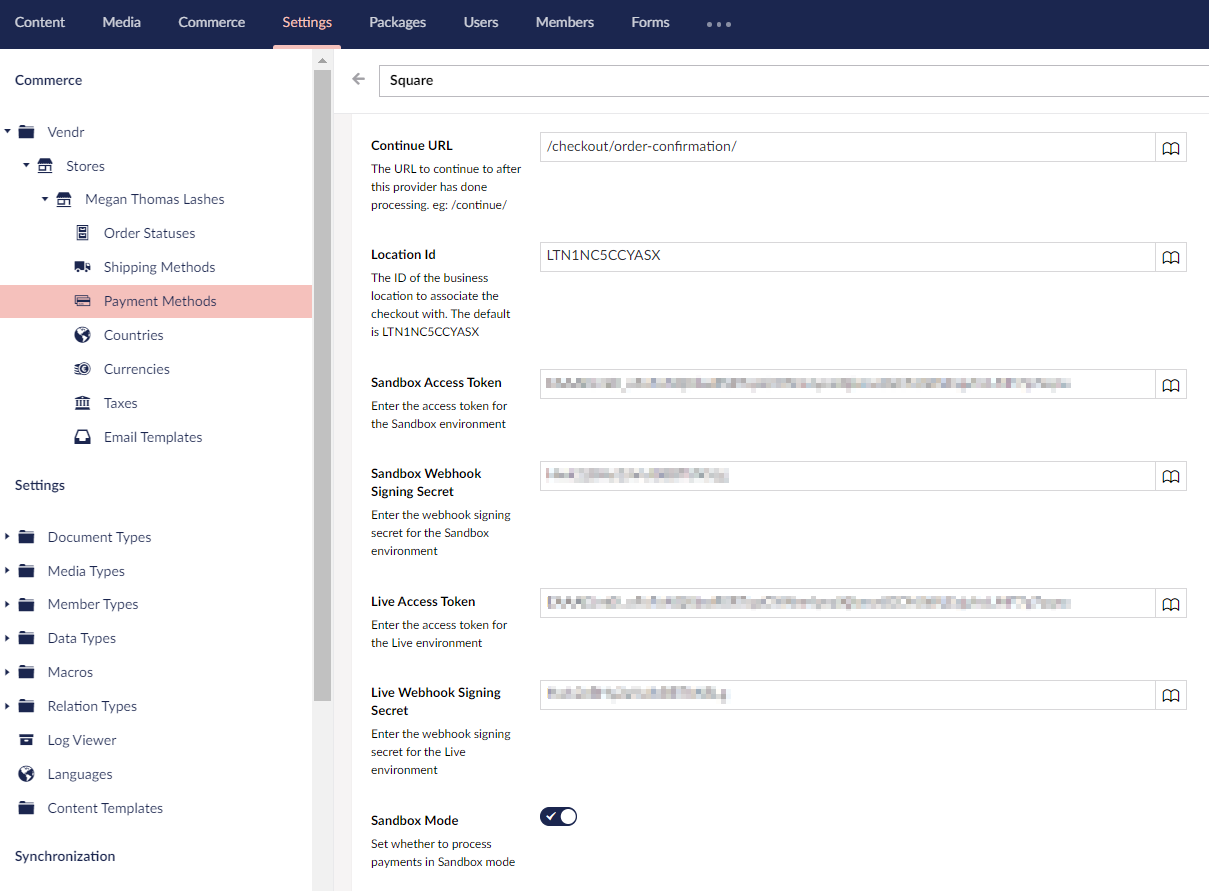 Content Media Commerce Settings Packages Users Members Forms
Commerce
Vendr
Stores
Megan Thomas Lashes
Order Statuses
Shipping Methods
Payment Methods
Countries
Currencies
Taxes
Email Templates
Settings
Document Types
Media Types
Member Types
Data Types
Macros
Relation Types
Log Viewer
Languages
Content Templates
Synchronization
Square
Continue URL
The URL to continue to after
this provider has done
processing. eg: /continue/
/checkout/order-confirmation/
Location Id
The ID of the business
location to associate the
checkout with. The default
is LTN1NC5CCYASX
LTN1NC5CCYASX
Sandbox Access Token
Enter the access token for
the Sandbox environment
Sandbox Webhook
Signing Secret
Enter the webhook signing
secret for the Sandbox
environment
Live Access Token
Enter the access token for
the Live environment
Live Webhook Signing
Secret
Enter the webhook signing
secret for the Live
environment
Sandbox Mode
Set whether to process
payments in Sandbox mode